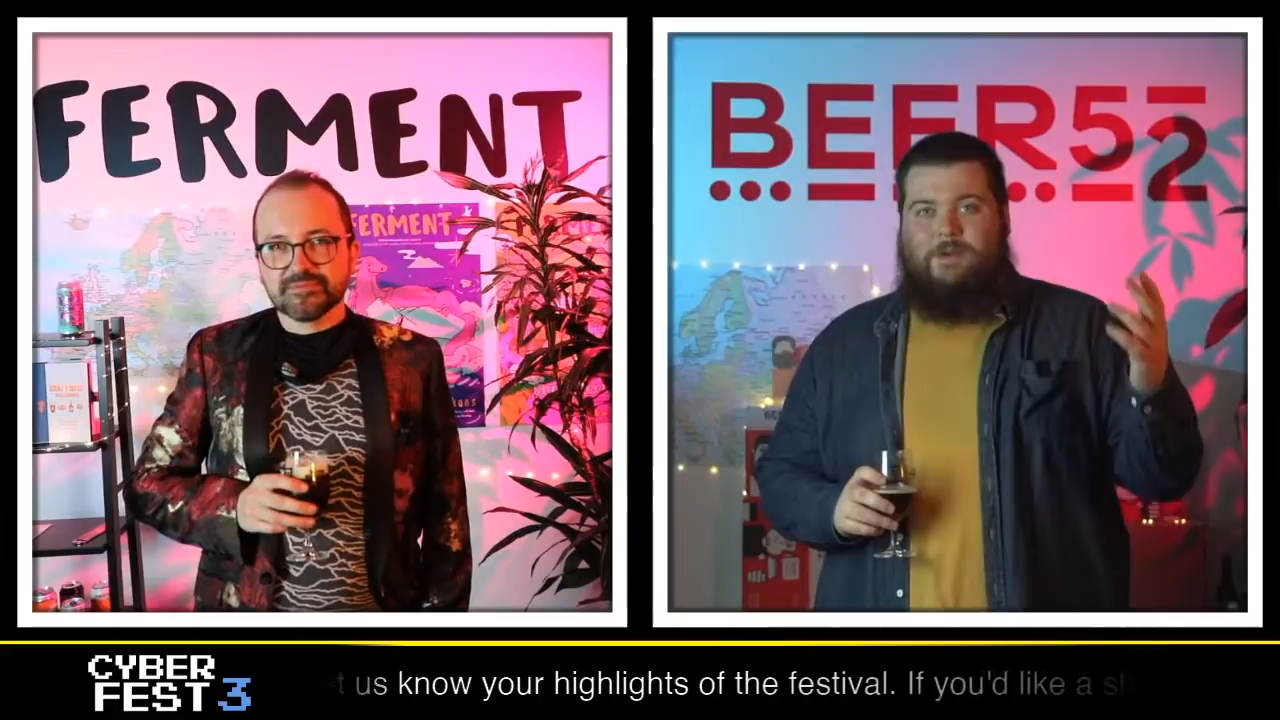 FERMENT
BEER52
FERMENT
CYBER
FEST 3
t us know your highlights of the festival. If you'd like a s